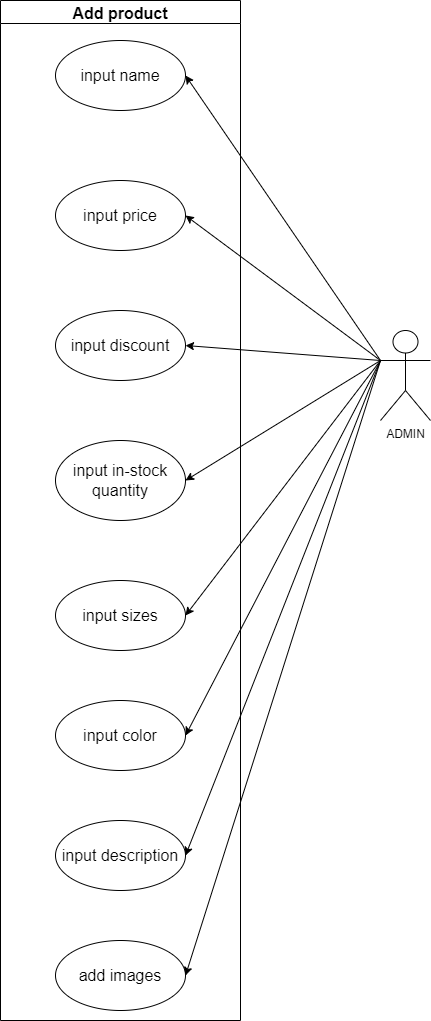 Add product
input name
input price
input discount
input in-stock
quantity
input sizes
input color
input description
add images
ADMIN